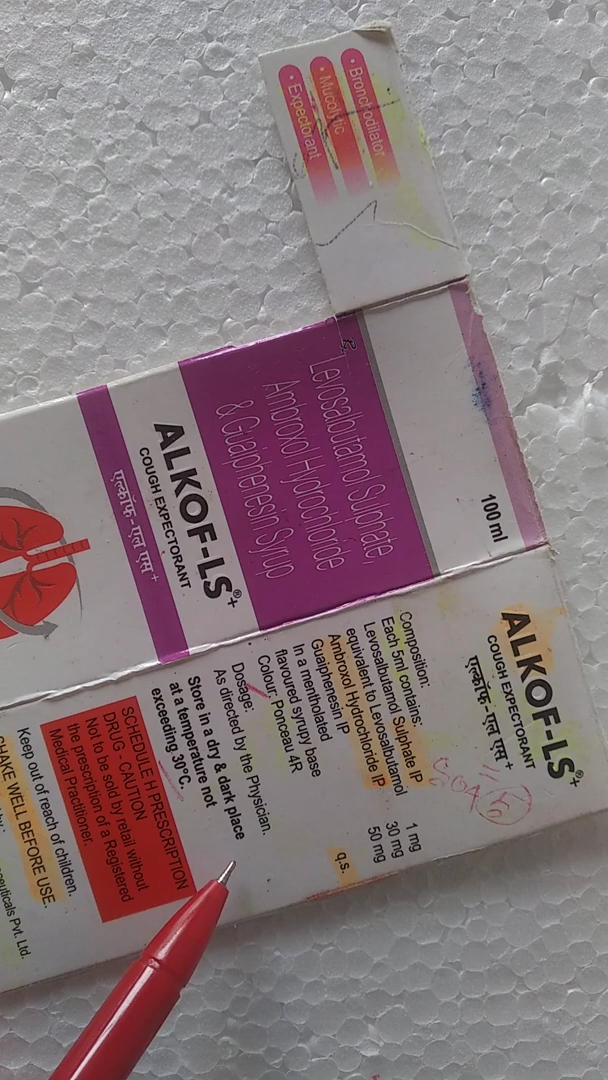 • Bronchodilator
• Mucolytic
• Expectorant
100 ml
Levosalbutamol Sulphate,
Ambroxol Hydrochloride
& Guaiphenesin Syrup
ALKOF-LS®+
COUGH EXPECTORANT
एल्कॉफ-एल एस+
ALKOF-LS®+
COUGH EXPECTORANT
एल्कॉफ-एल एस+
Composition:
Each 5ml contains:
Levosalbutamol Sulphate IP
equivalent to Levosalbutamol 1 mg
Ambroxol Hydrochloride IP 30 mg
Guaiphenesin IP 50 mg
In a mentholated
flavoured syrupy base q.s.
Colour: Ponceau 4R
Dosage:
As directed by the Physician.
Store in a dry & dark place
at a temperature not
exceeding 30°C.
SCHEDULE H PRESCRIPTION
DRUG - CAUTION
Not to be sold by retail without
the prescription of a Registered
Medical Practitioner.
Keep out of reach of children.
SHAKE WELL BEFORE USE.
Pvt. Ltd.